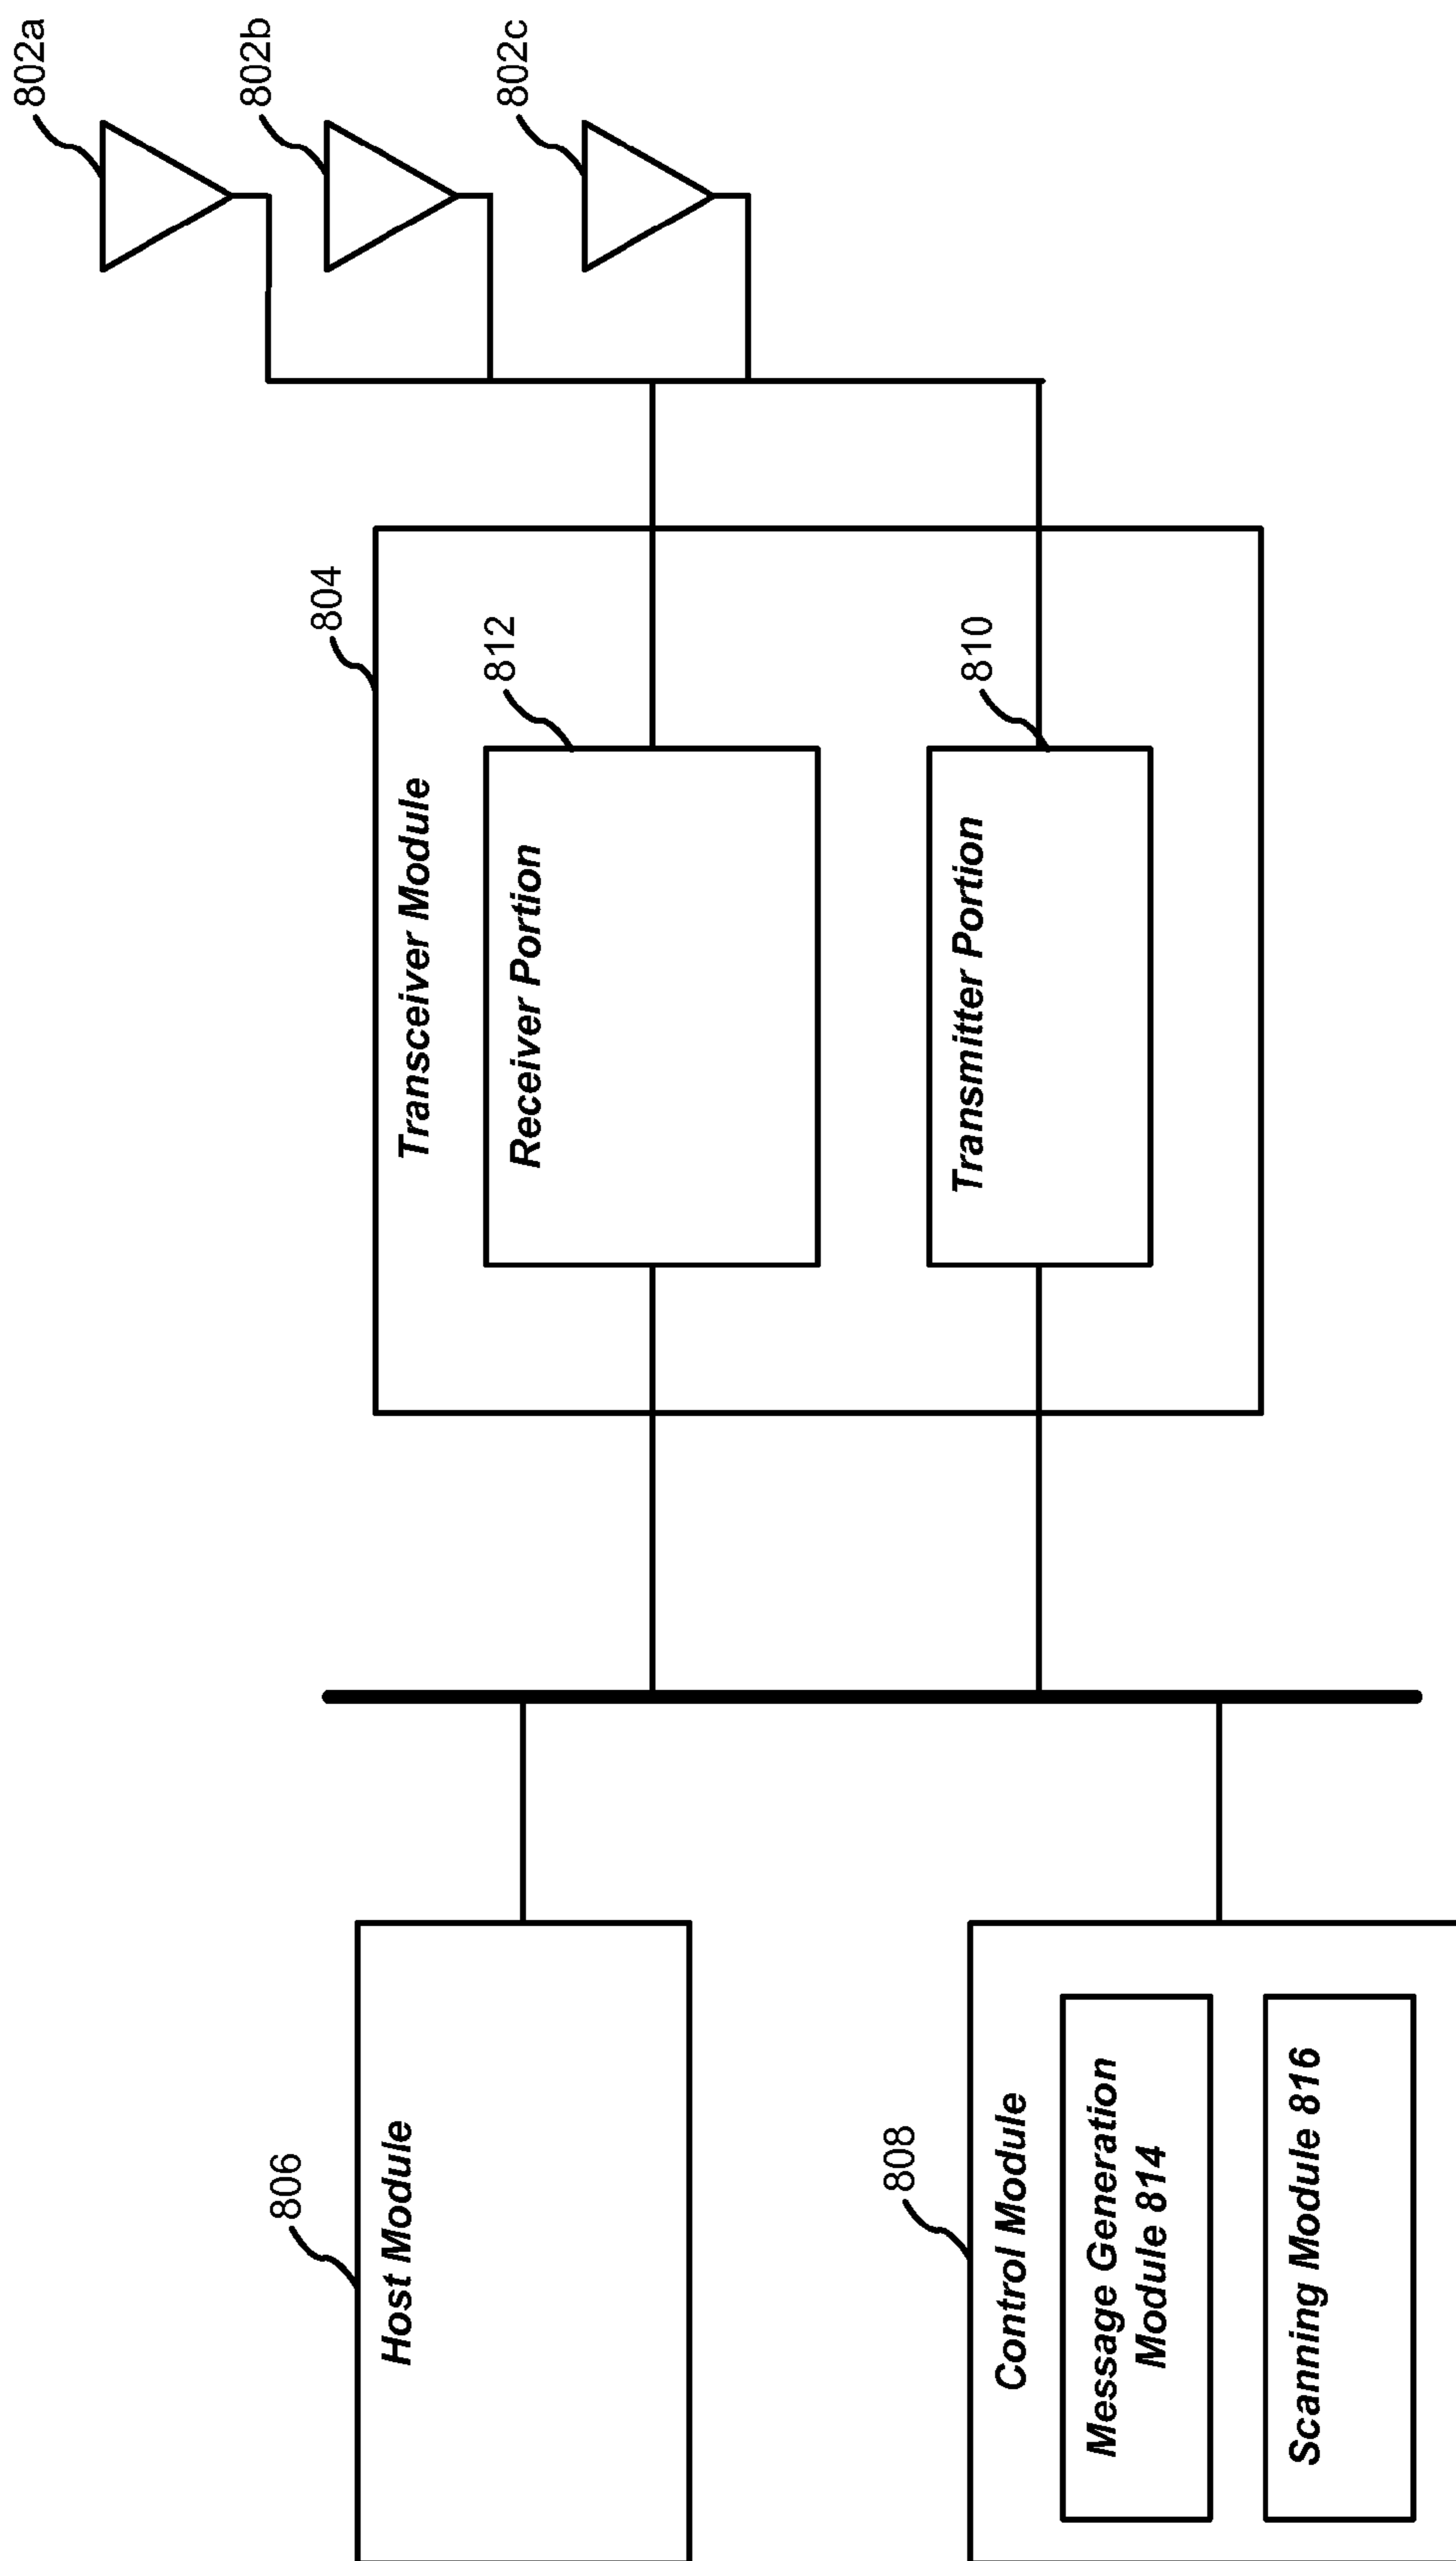 802a
802b
802c
804
Transceiver Module
812
Receiver Portion
810
Transmitter Portion
806
Host Module
808
Control Module
Message Generation
Module 814
Scanning Module 816